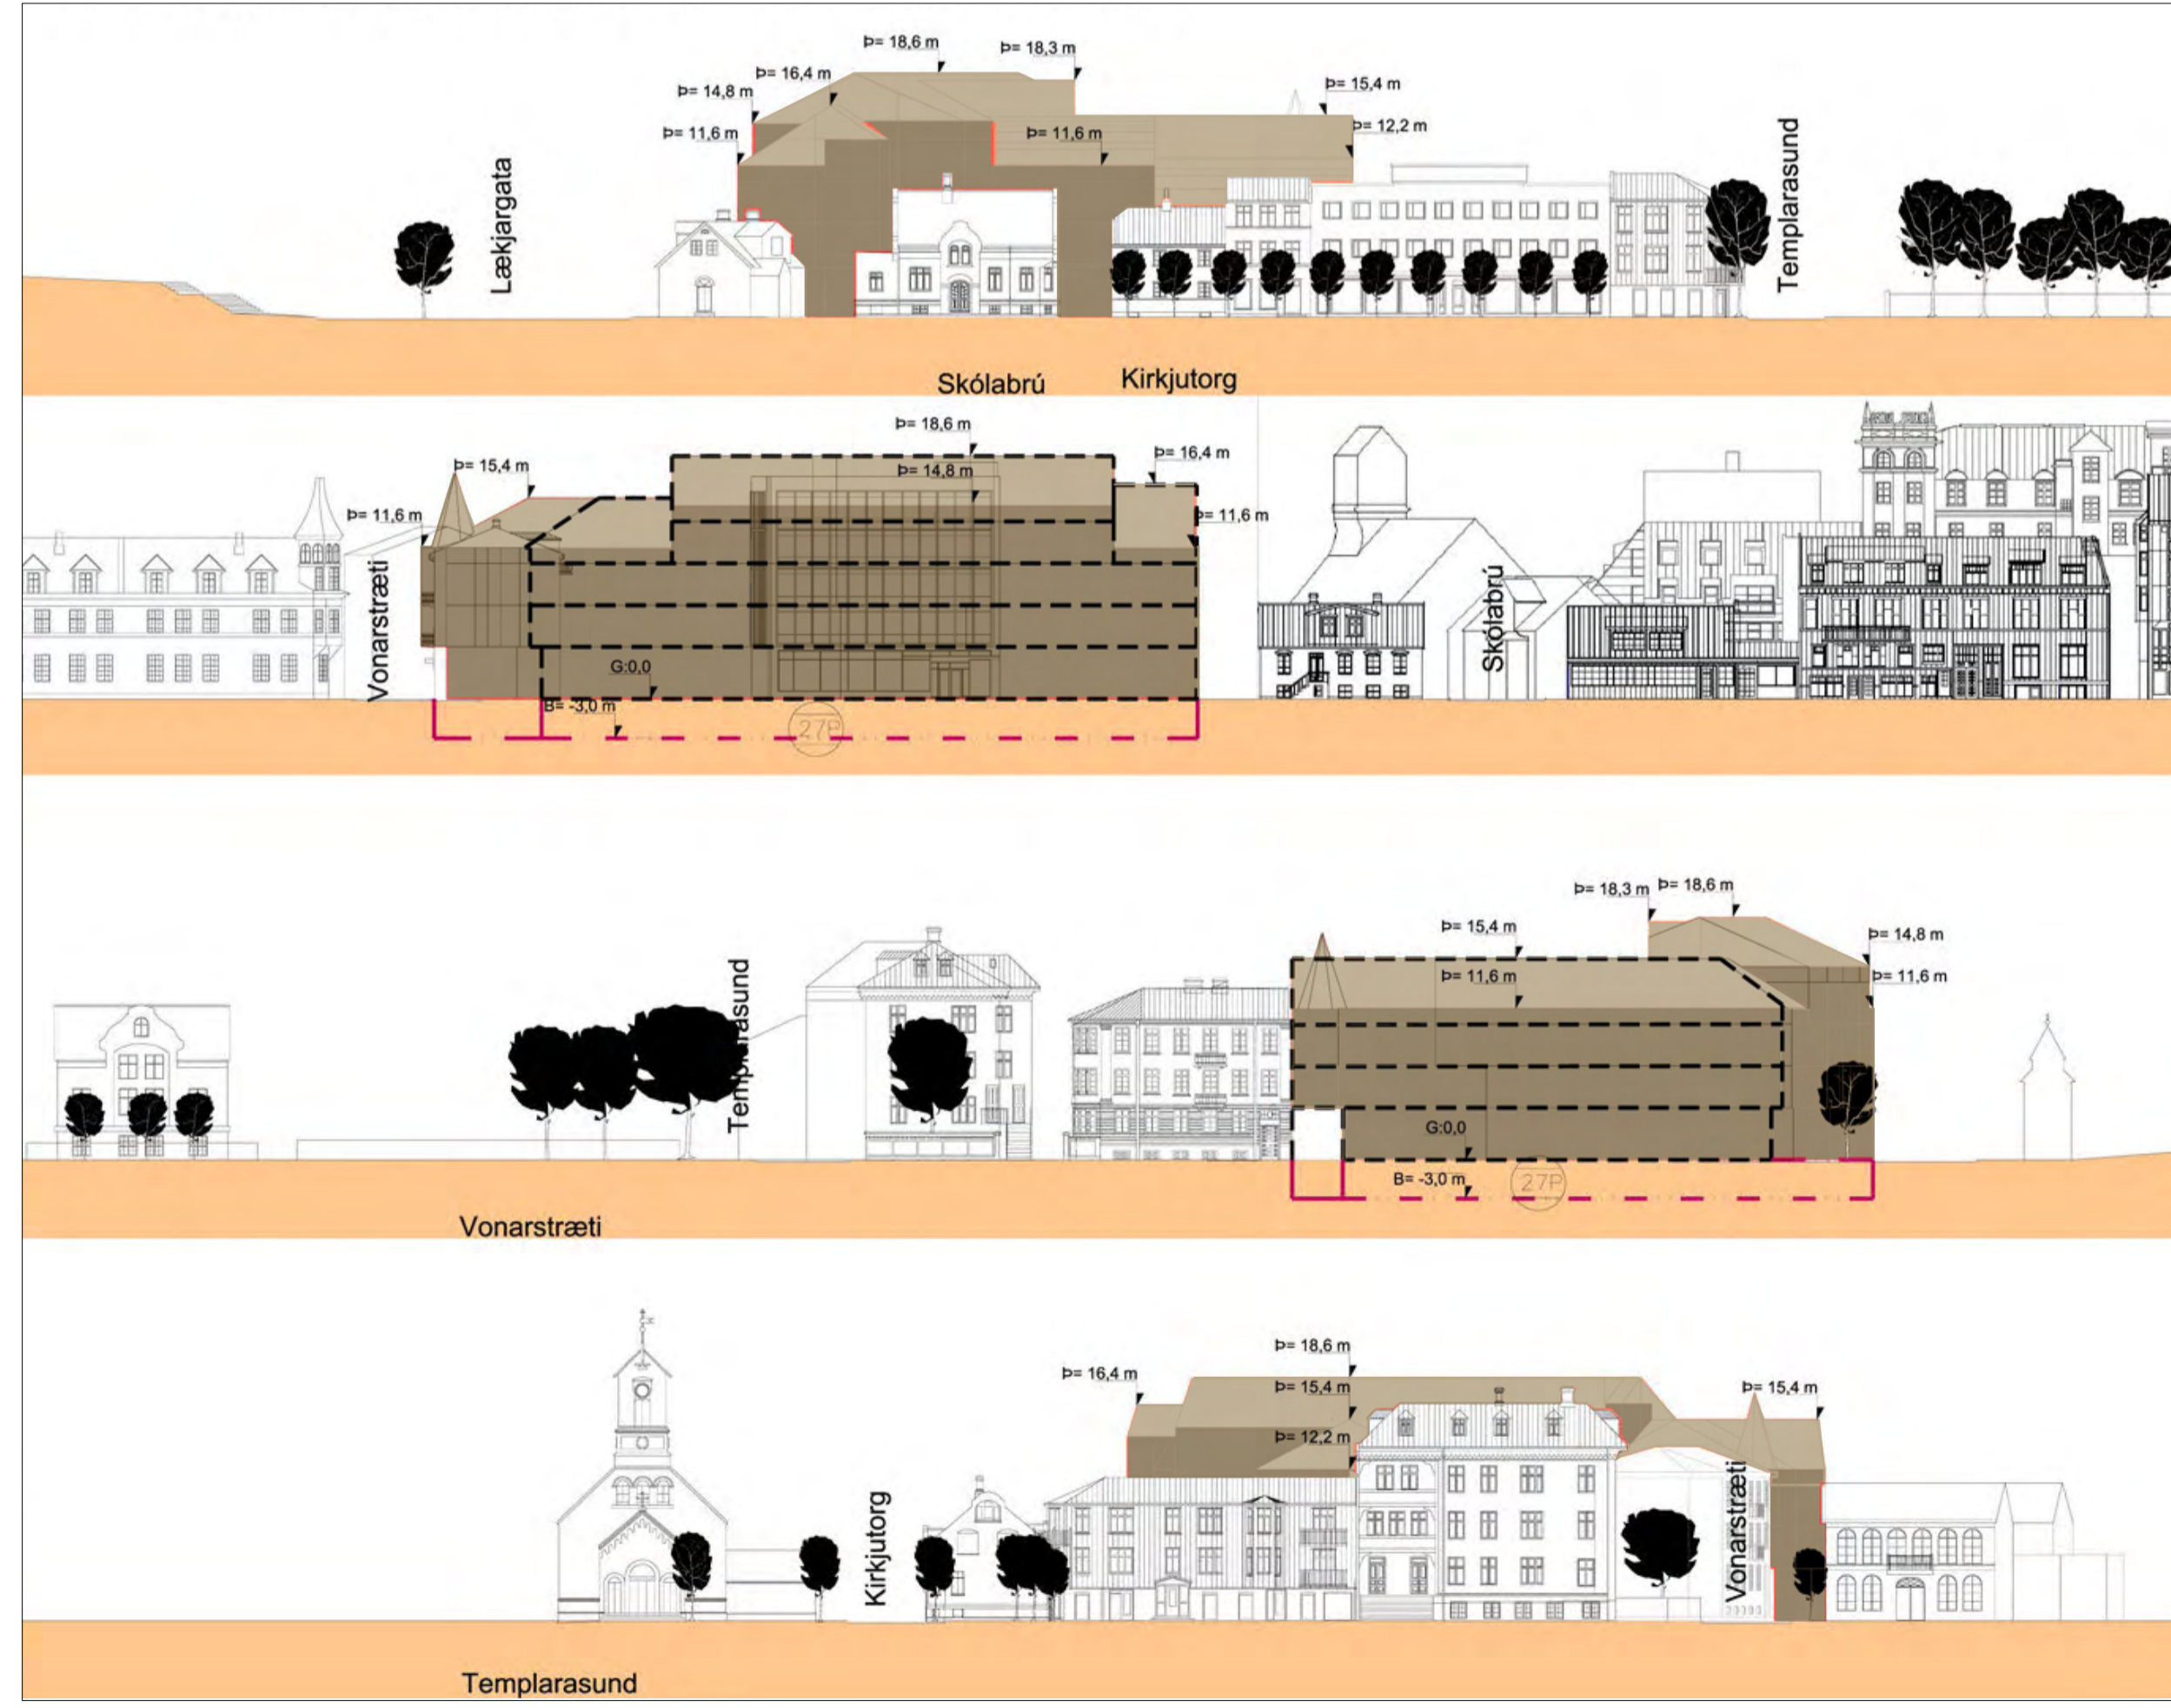 Þ= 18,6 m
Þ= 18,3 m
Þ= 16,4 m
Þ= 14,8 m
Þ= 15,4 m
Þ= 11,6 m
Þ= 11,6 m
Þ= 12,2 m
Lækjargata
Templarasund
Skólabrú
Kirkjutorg
Þ= 18,6 m
Þ= 15,4 m
Þ= 14,8 m
Þ= 16,4 m
Þ= 11,6 m
Þ= 11,6 m
Vonarstræti
Skólabrú
G:0,0
B= -3,0 m
27P
Þ= 18,3 m
Þ= 18,6 m
Þ= 15,4 m
Þ= 14,8 m
Þ= 11,6 m
Þ= 11,6 m
Templarasund
G:0,0
B= -3,0 m
27P
Vonarstræti
Þ= 18,6 m
Þ= 16,4 m
Þ= 15,4 m
Þ= 15,4 m
Þ= 12,2 m
Kirkjutorg
Vonarstræti
Templarasund